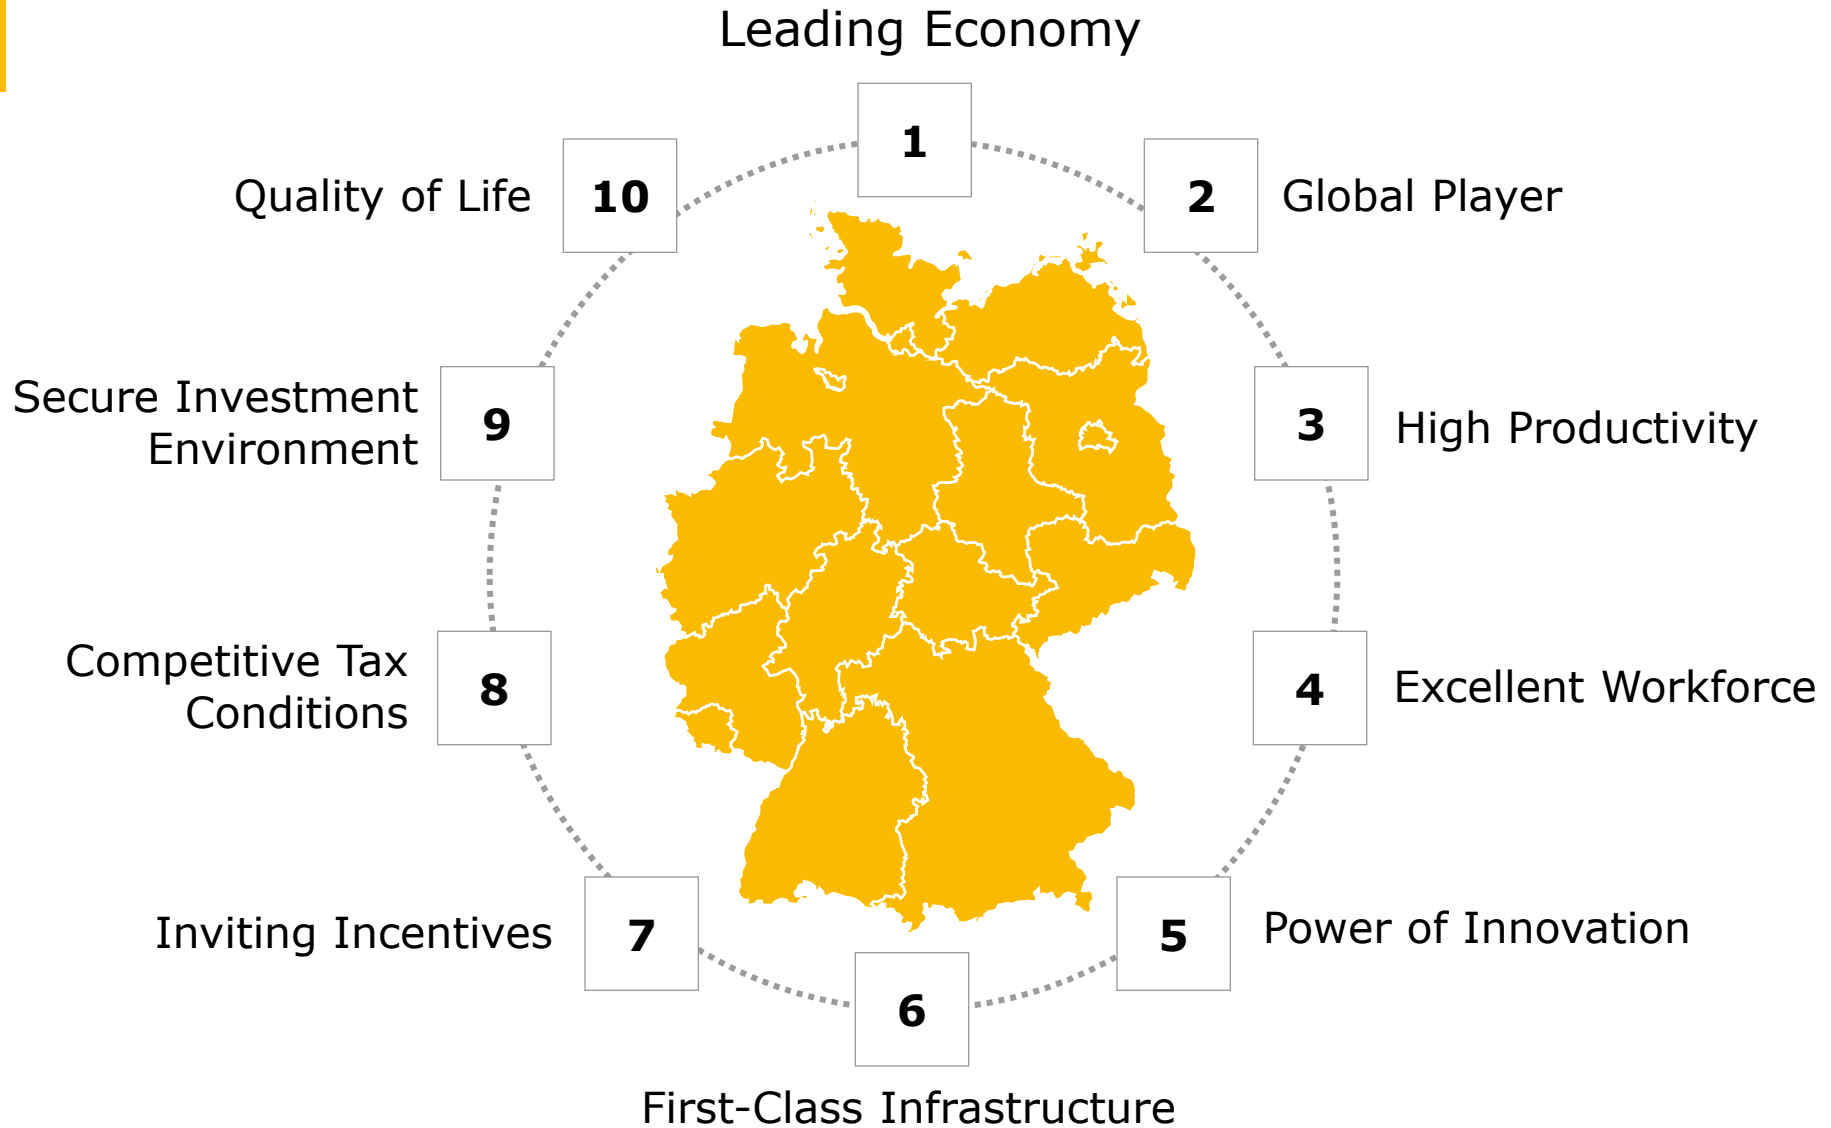 Leading Economy
1
2
Global Player
3
High Productivity
4
Excellent Workforce
5
Power of Innovation
6
First-Class Infrastructure
7
Inviting Incentives
8
Competitive Tax
Conditions
9
Secure Investment
Environment
10
Quality of Life